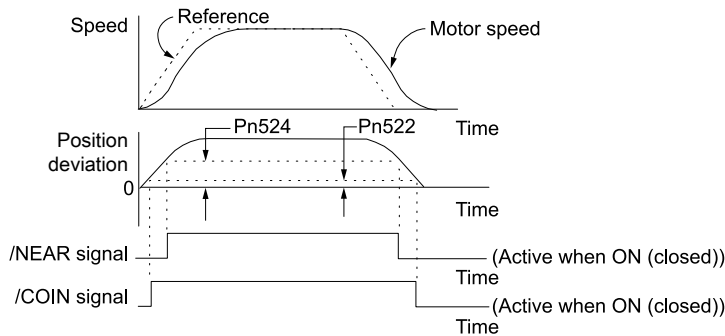 Reference
Speed
Motor speed
Time
Pn524
Pn522
Position
deviation
0
Time
/NEAR signal
(Active when ON (closed))
Time
/COIN signal
(Active when ON (closed))
Time